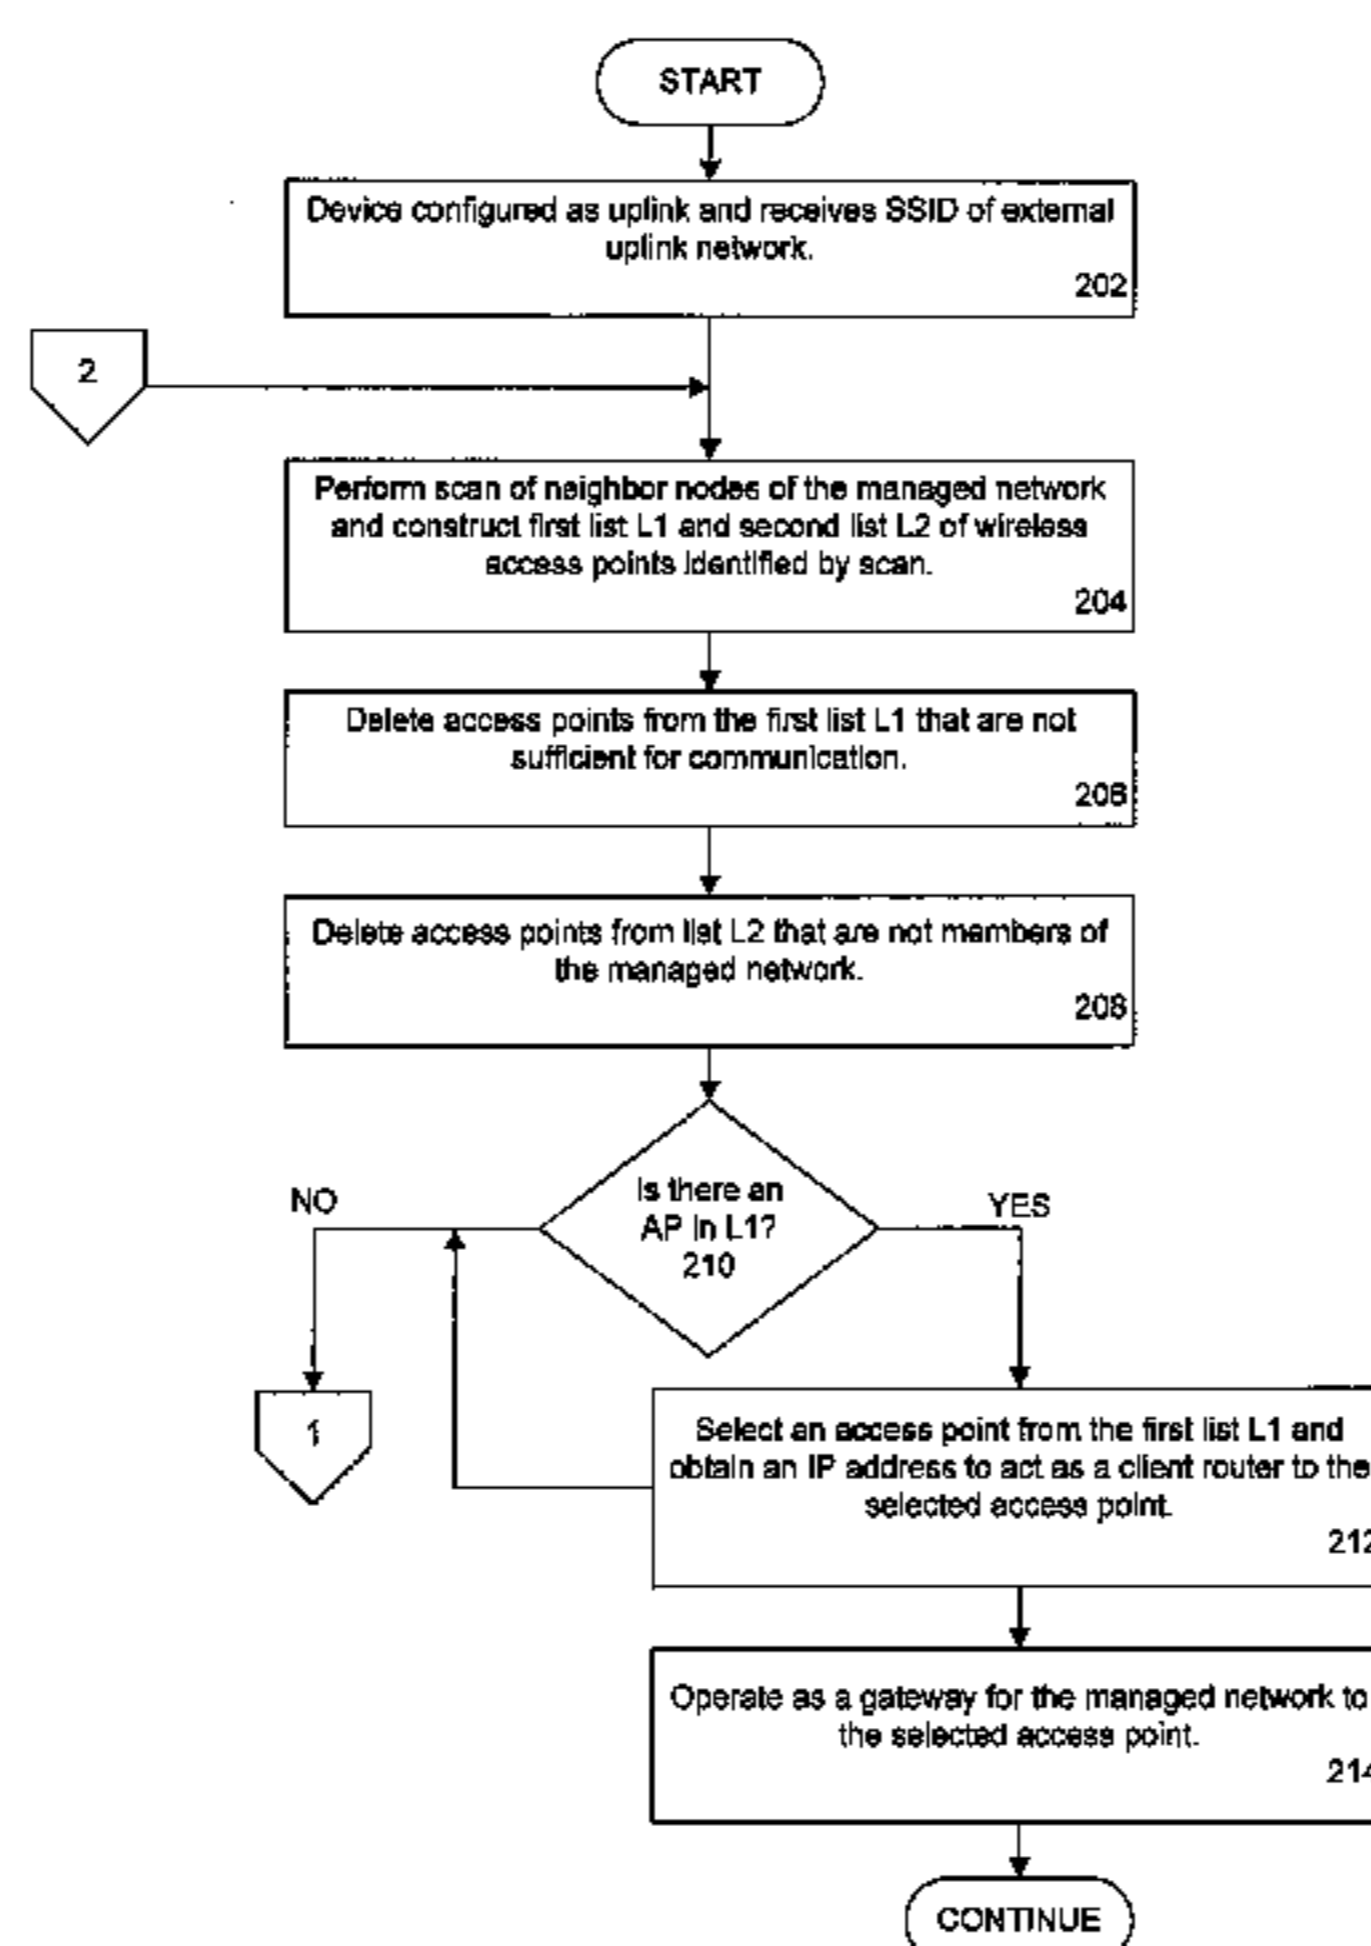 START
Device configured as uplink and receives SSID of external
uplink network.
202
2
Perform scan of neighbor nodes of the managed network
and construct first list L1 and second list L2 of wireless
access points identified by scan.
204
Delete access points from the first list L1 that are not
sufficient for communication.
206
Delete access points from list L2 that are not members of
the managed network.
208
Is there an
AP in L1?
210
NO
YES
1
Select an access point from the first list L1 and
obtain an IP address to act as a client router to the
selected access point.
212
Operate as a gateway for the managed network to
the selected access point.
214
CONTINUE